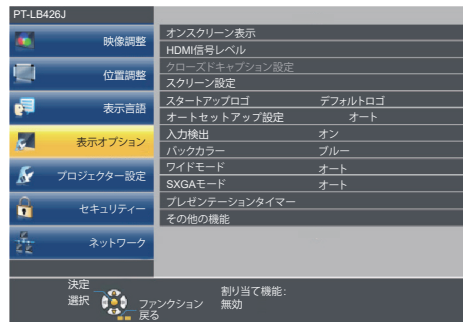 PT-LB426J
映像調整
位置調整
表示言語
表示オプション
プロジェクター設定
セキュリティー
ネットワーク
オンスクリーン表示
HDMI信号レベル
クローズドキャプション設定
スクリーン設定
スタートアップロゴ デフォルトロゴ
オートセットアップ設定 オート
入力検出 オン
バックカラー ブルー
ワイドモード オート
SXGAモード オート
プレゼンテーションタイマー
その他の機能
決定
選択
ファンクション
戻る
割り当て機能:
無効